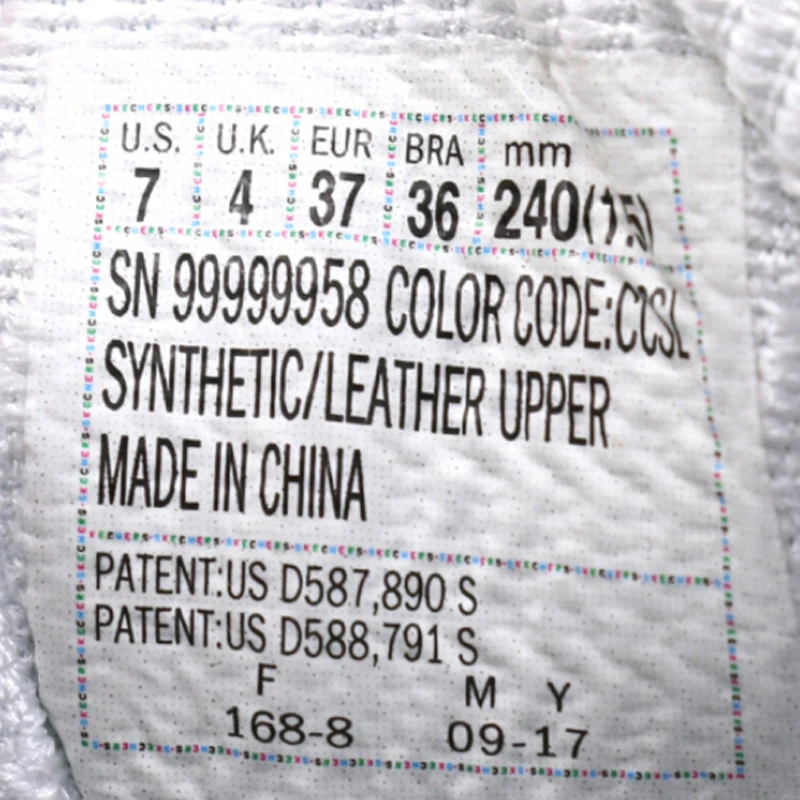 U.S. U.K. EUR BRA mm
7 4 37 36 240(15)
SN 99999958 COLOR CODE:CCSL
SYNTHETIC/LEATHER UPPER
MADE IN CHINA
PATENT:US D587,890 S
PATENT:US D588,791 S
F M Y
168-8 09-17